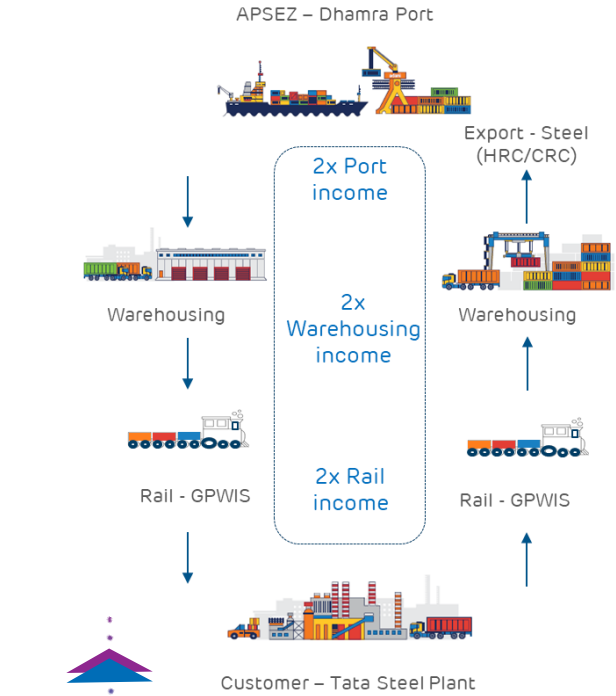 APSEZ – Dhamra Port
Export - Steel
(HRC/CRC)
2x Port
income
Warehousing
2x
Warehousing
income
Warehousing
Rail - GPWIS
2x Rail
income
Rail - GPWIS
Customer – Tata Steel Plant